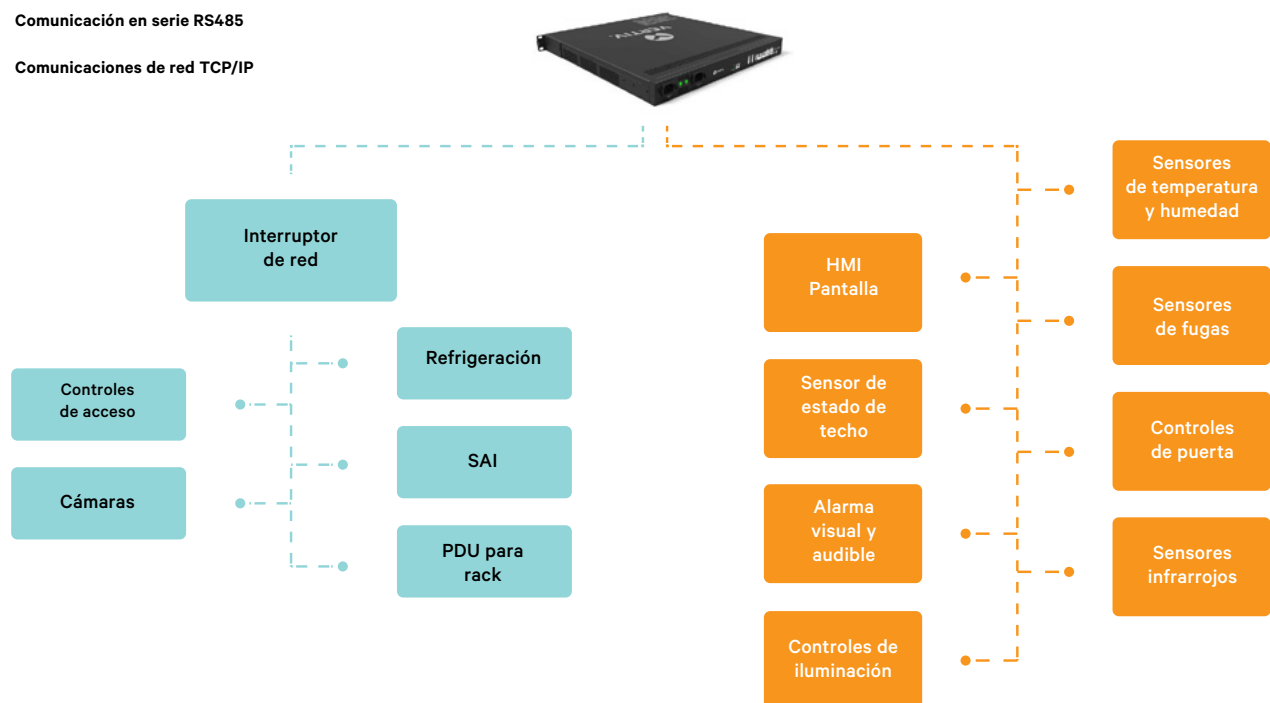 Comunicación en serie RS485
Comunicaciones de red TCP/IP
VERTIV
Interruptor
de red
Controles
de acceso
Cámaras
Refrigeración
SAI
PDU para
rack
HMI
Pantalla
Sensor de
estado de
techo
Alarma
visual y
audible
Controles de
iluminación
Sensores
de temperatura
y humedad
Sensores
de fugas
Controles
de puerta
Sensores
infrarrojos